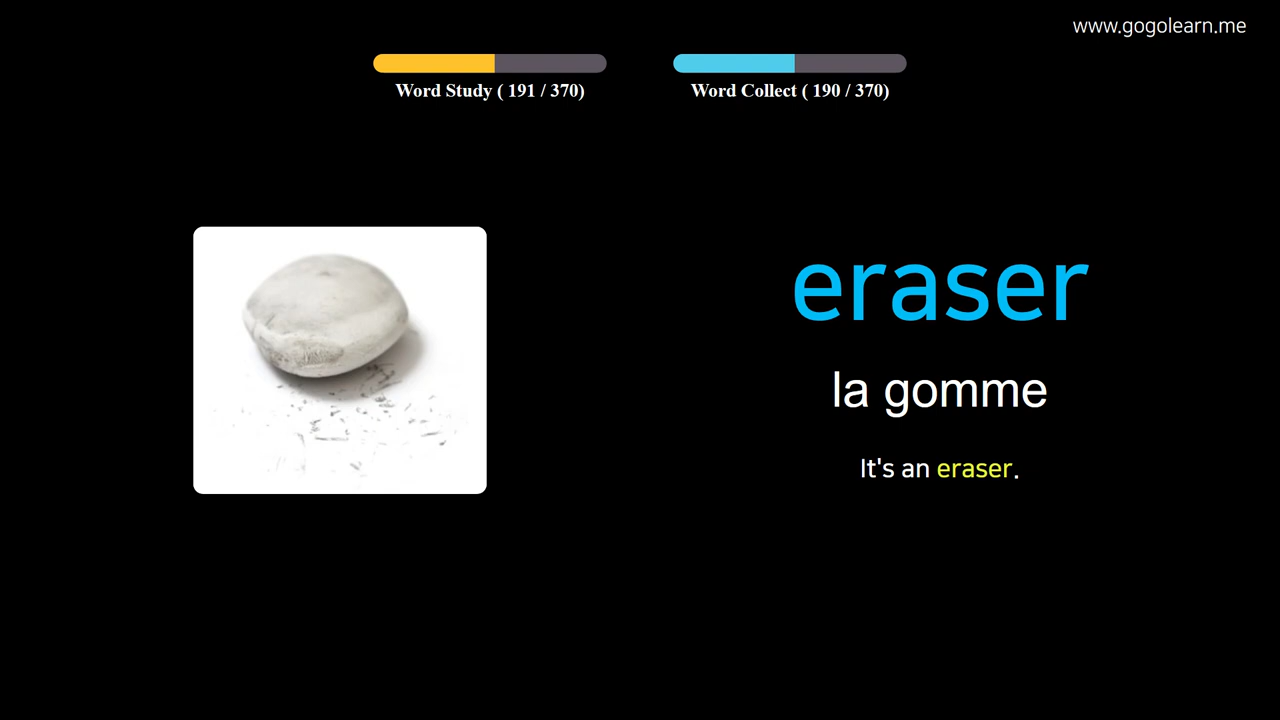 www.gogolearn.me
Word Study ( 191 / 370)
Word Collect ( 190 / 370)
eraser
la gomme
It's an eraser.